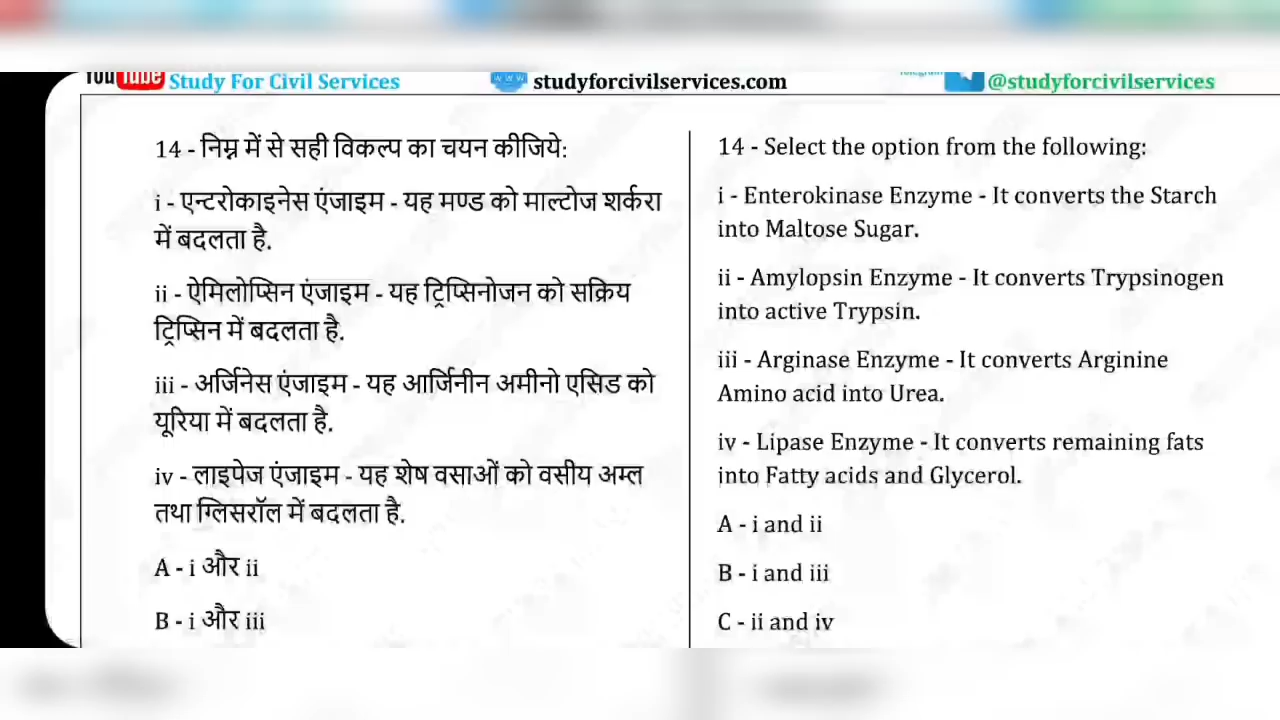 YouTube Study For Civil Services
www studyforcivilservices.com
Telegram @studyforcivilservices
14 - निम्न में से सही विकल्प का चयन कीजिये:
i - एन्टरोकाइनेस एंजाइम - यह मण्ड को माल्टोज शर्करा
में बदलता है.
ii - ऐमिलोप्सिन एंजाइम - यह ट्रिप्सिनोजन को सक्रिय
ट्रिप्सिन में बदलता है.
iii - अर्जिनेस एंजाइम - यह आर्जिनीन अमीनो एसिड को
यूरिया में बदलता है.
iv - लाइपेज एंजाइम - यह शेष वसाओं को वसीय अम्ल
तथा ग्लिसरॉल में बदलता है.
A - i और ii
B - i और iii
14 - Select the option from the following:
i - Enterokinase Enzyme - It converts the Starch
into Maltose Sugar.
ii - Amylopsin Enzyme - It converts Trypsinogen
into active Trypsin.
iii - Arginase Enzyme - It converts Arginine
Amino acid into Urea.
iv - Lipase Enzyme - It converts remaining fats
into Fatty acids and Glycerol.
A - i and ii
B - i and iii
C - ii and iv